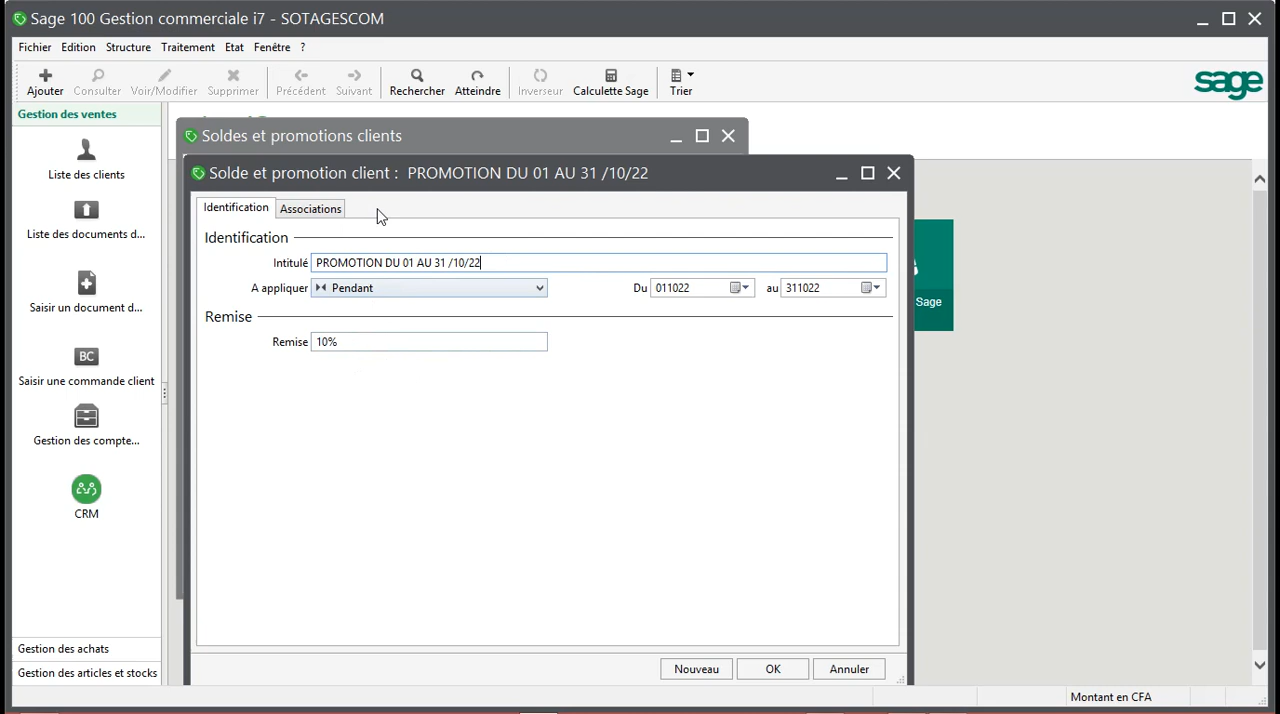 Sage 100 Gestion commerciale i7 - SOTAGESCOM
Fichier Edition Structure Traitement Etat Fenêtre ?
Ajouter Consulter Voir/Modifier Supprimer Précédent Suivant Rechercher Atteindre Inverser Calculette Sage Trier
sage
Gestion des ventes
Liste des clients
Liste des documents d...
Saisir un document d...
BC
Saisir une commande client
Gestion des compte...
CRM
Gestion des achats
Gestion des articles et stocks
Soldes et promotions clients
Solde et promotion client : PROMOTION DU 01 AU 31 /10/22
Identification Associations
Identification
Intitulé PROMOTION DU 01 AU 31 /10/22
A appliquer Pendant Du 011022 au 311022
Remise
Remise 10%
Sage
Nouveau OK Annuler
Montant en CFA